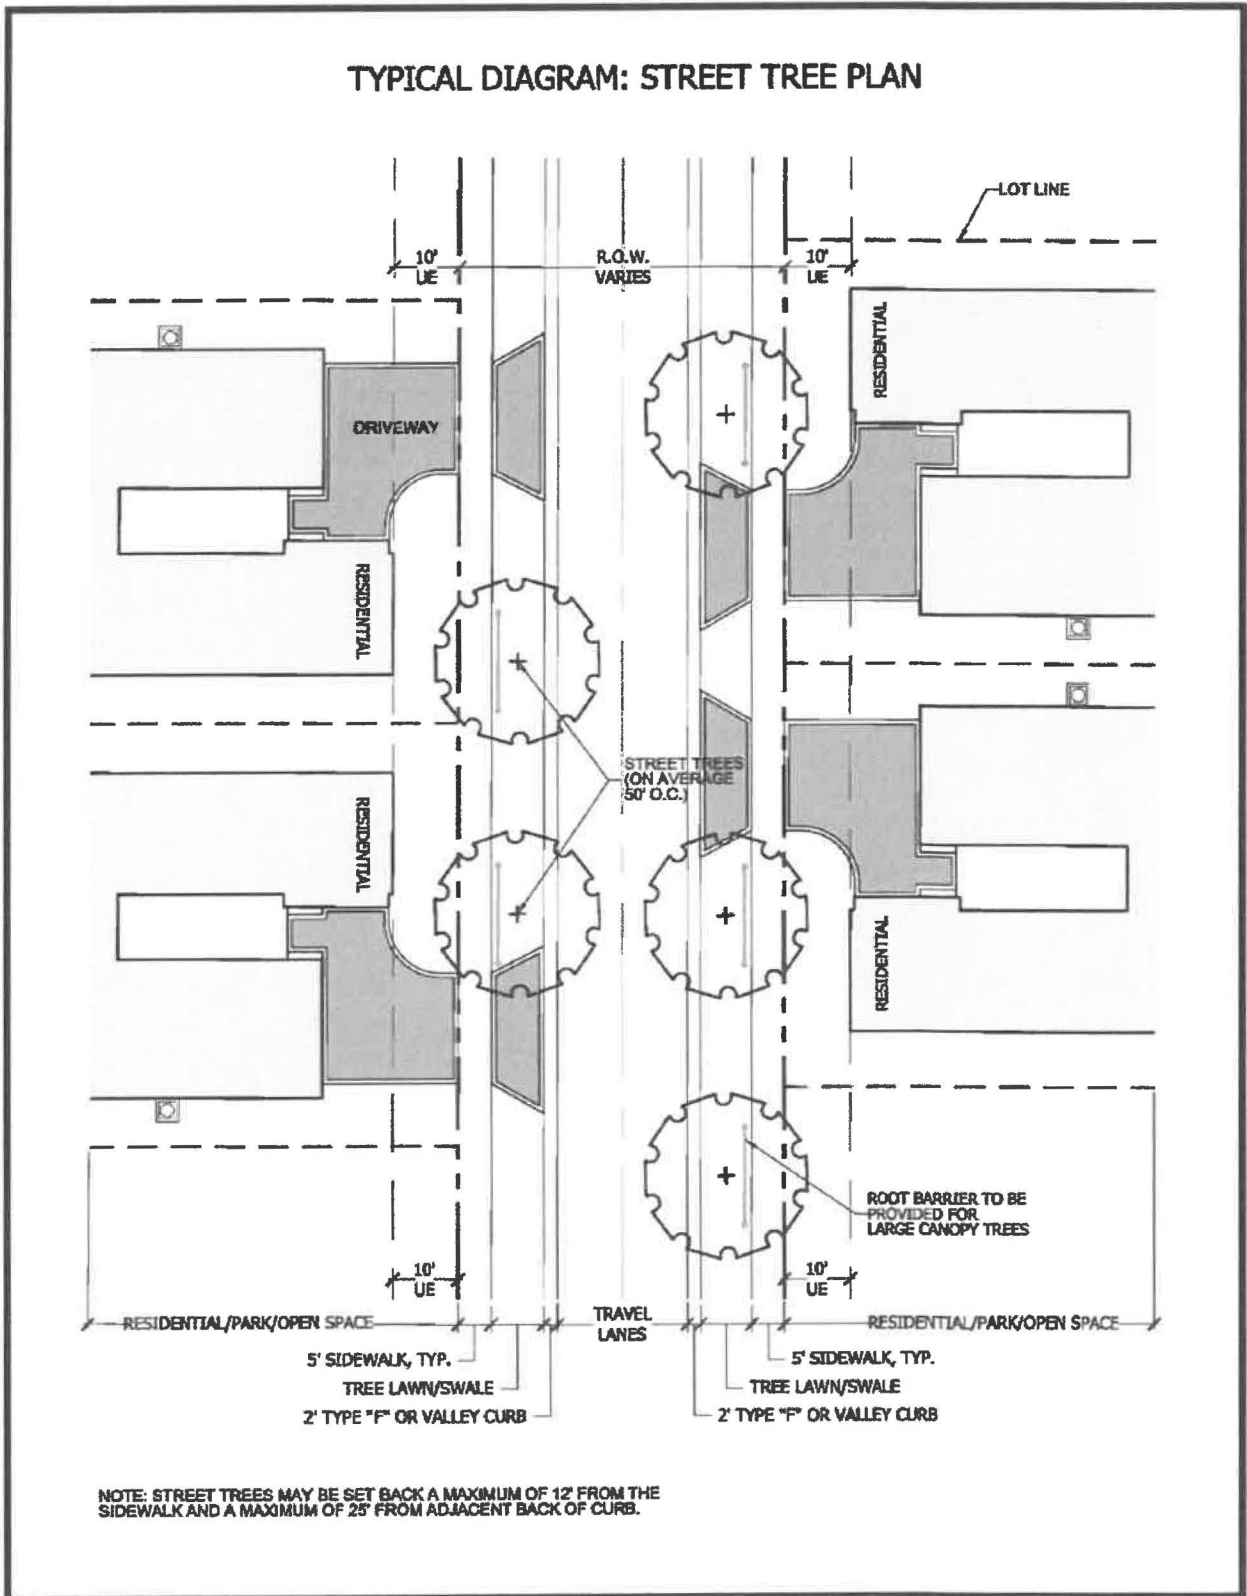 TYPICAL DIAGRAM: STREET TREE PLAN
LOT LINE
10'
UE
R.O.W.
VARIES
10'
UE
RESIDENTIAL
DRIVEWAY
RESIDENTIAL
STREET TREES
(ON AVERAGE
50' O.C.)
RESIDENTIAL
RESIDENTIAL
ROOT BARRIER TO BE
PROVIDED FOR
LARGE CANOPY TREES
10'
UE
10'
UE
RESIDENTIAL/PARK/OPEN SPACE
TRAVEL
LANES
RESIDENTIAL/PARK/OPEN SPACE
5' SIDEWALK, TYP.
5' SIDEWALK, TYP.
TREE LAWN/SWALE
TREE LAWN/SWALE
2' TYPE "F" OR VALLEY CURB
2' TYPE "F" OR VALLEY CURB
NOTE: STREET TREES MAY BE SET BACK A MAXIMUM OF 12' FROM THE
SIDEWALK AND A MAXIMUM OF 25' FROM ADJACENT BACK OF CURB.